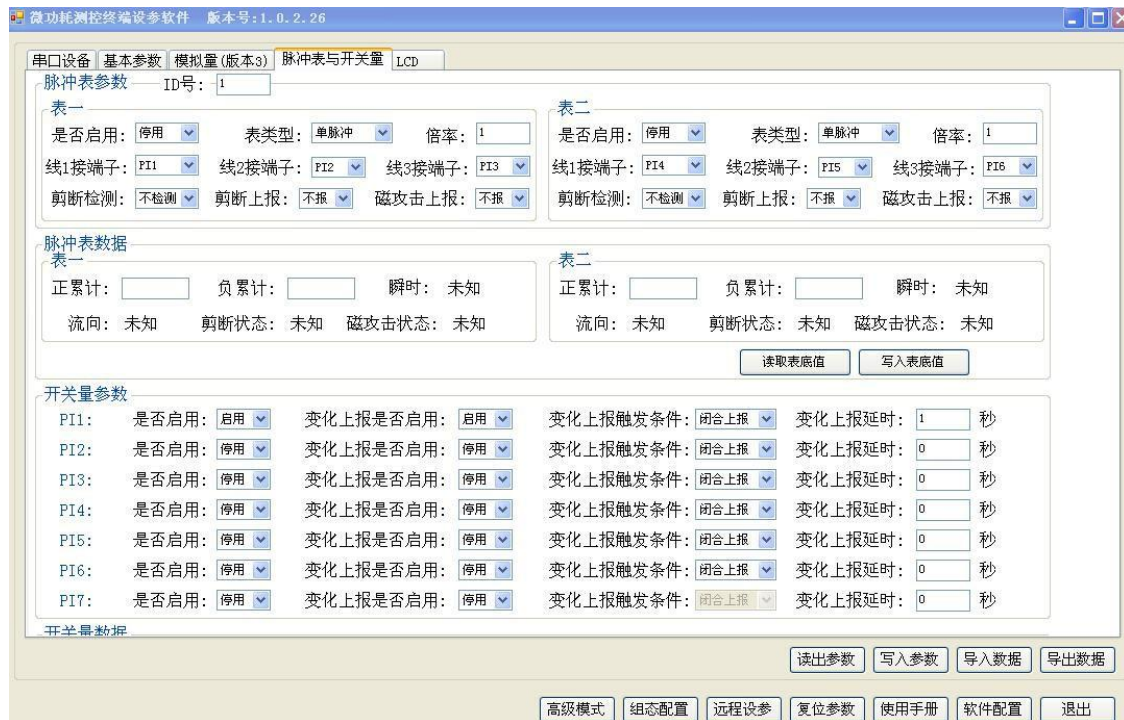 微功耗测控终端设参软件 版本号:1.0.2.26
串口设备 基本参数 模拟量(版本3) 脉冲表与开关量 LCD
脉冲表参数 ID号: 1
表一
是否启用: 停用 表类型: 单脉冲 倍率: 1
线1接端子: PI1 线2接端子: PI2 线3接端子: PI3
剪断检测: 不检测 剪断上报: 不报 磁攻击上报: 不报
表二
是否启用: 停用 表类型: 单脉冲 倍率: 1
线1接端子: PI4 线2接端子: PI5 线3接端子: PI6
剪断检测: 不检测 剪断上报: 不报 磁攻击上报: 不报
脉冲表数据
表一
正累计: 负累计: 瞬时: 未知
流向: 未知 剪断状态: 未知 磁攻击状态: 未知
表二
正累计: 负累计: 瞬时: 未知
流向: 未知 剪断状态: 未知 磁攻击状态: 未知
读取表底值 写入表底值
开关量参数
PI1: 是否启用: 启用 变化上报是否启用: 启用 变化上报触发条件: 闭合上报 变化上报延时: 1 秒
PI2: 是否启用: 停用 变化上报是否启用: 停用 变化上报触发条件: 闭合上报 变化上报延时: 0 秒
PI3: 是否启用: 停用 变化上报是否启用: 停用 变化上报触发条件: 闭合上报 变化上报延时: 0 秒
PI4: 是否启用: 停用 变化上报是否启用: 停用 变化上报触发条件: 闭合上报 变化上报延时: 0 秒
PI5: 是否启用: 停用 变化上报是否启用: 停用 变化上报触发条件: 闭合上报 变化上报延时: 0 秒
PI6: 是否启用: 停用 变化上报是否启用: 停用 变化上报触发条件: 闭合上报 变化上报延时: 0 秒
PI7: 是否启用: 停用 变化上报是否启用: 停用 变化上报触发条件: 闭合上报 变化上报延时: 0 秒
开关量数据
读出参数 写入参数 导入数据 导出数据
高级模式 组态配置 远程设参 复位参数 使用手册 软件配置 退出